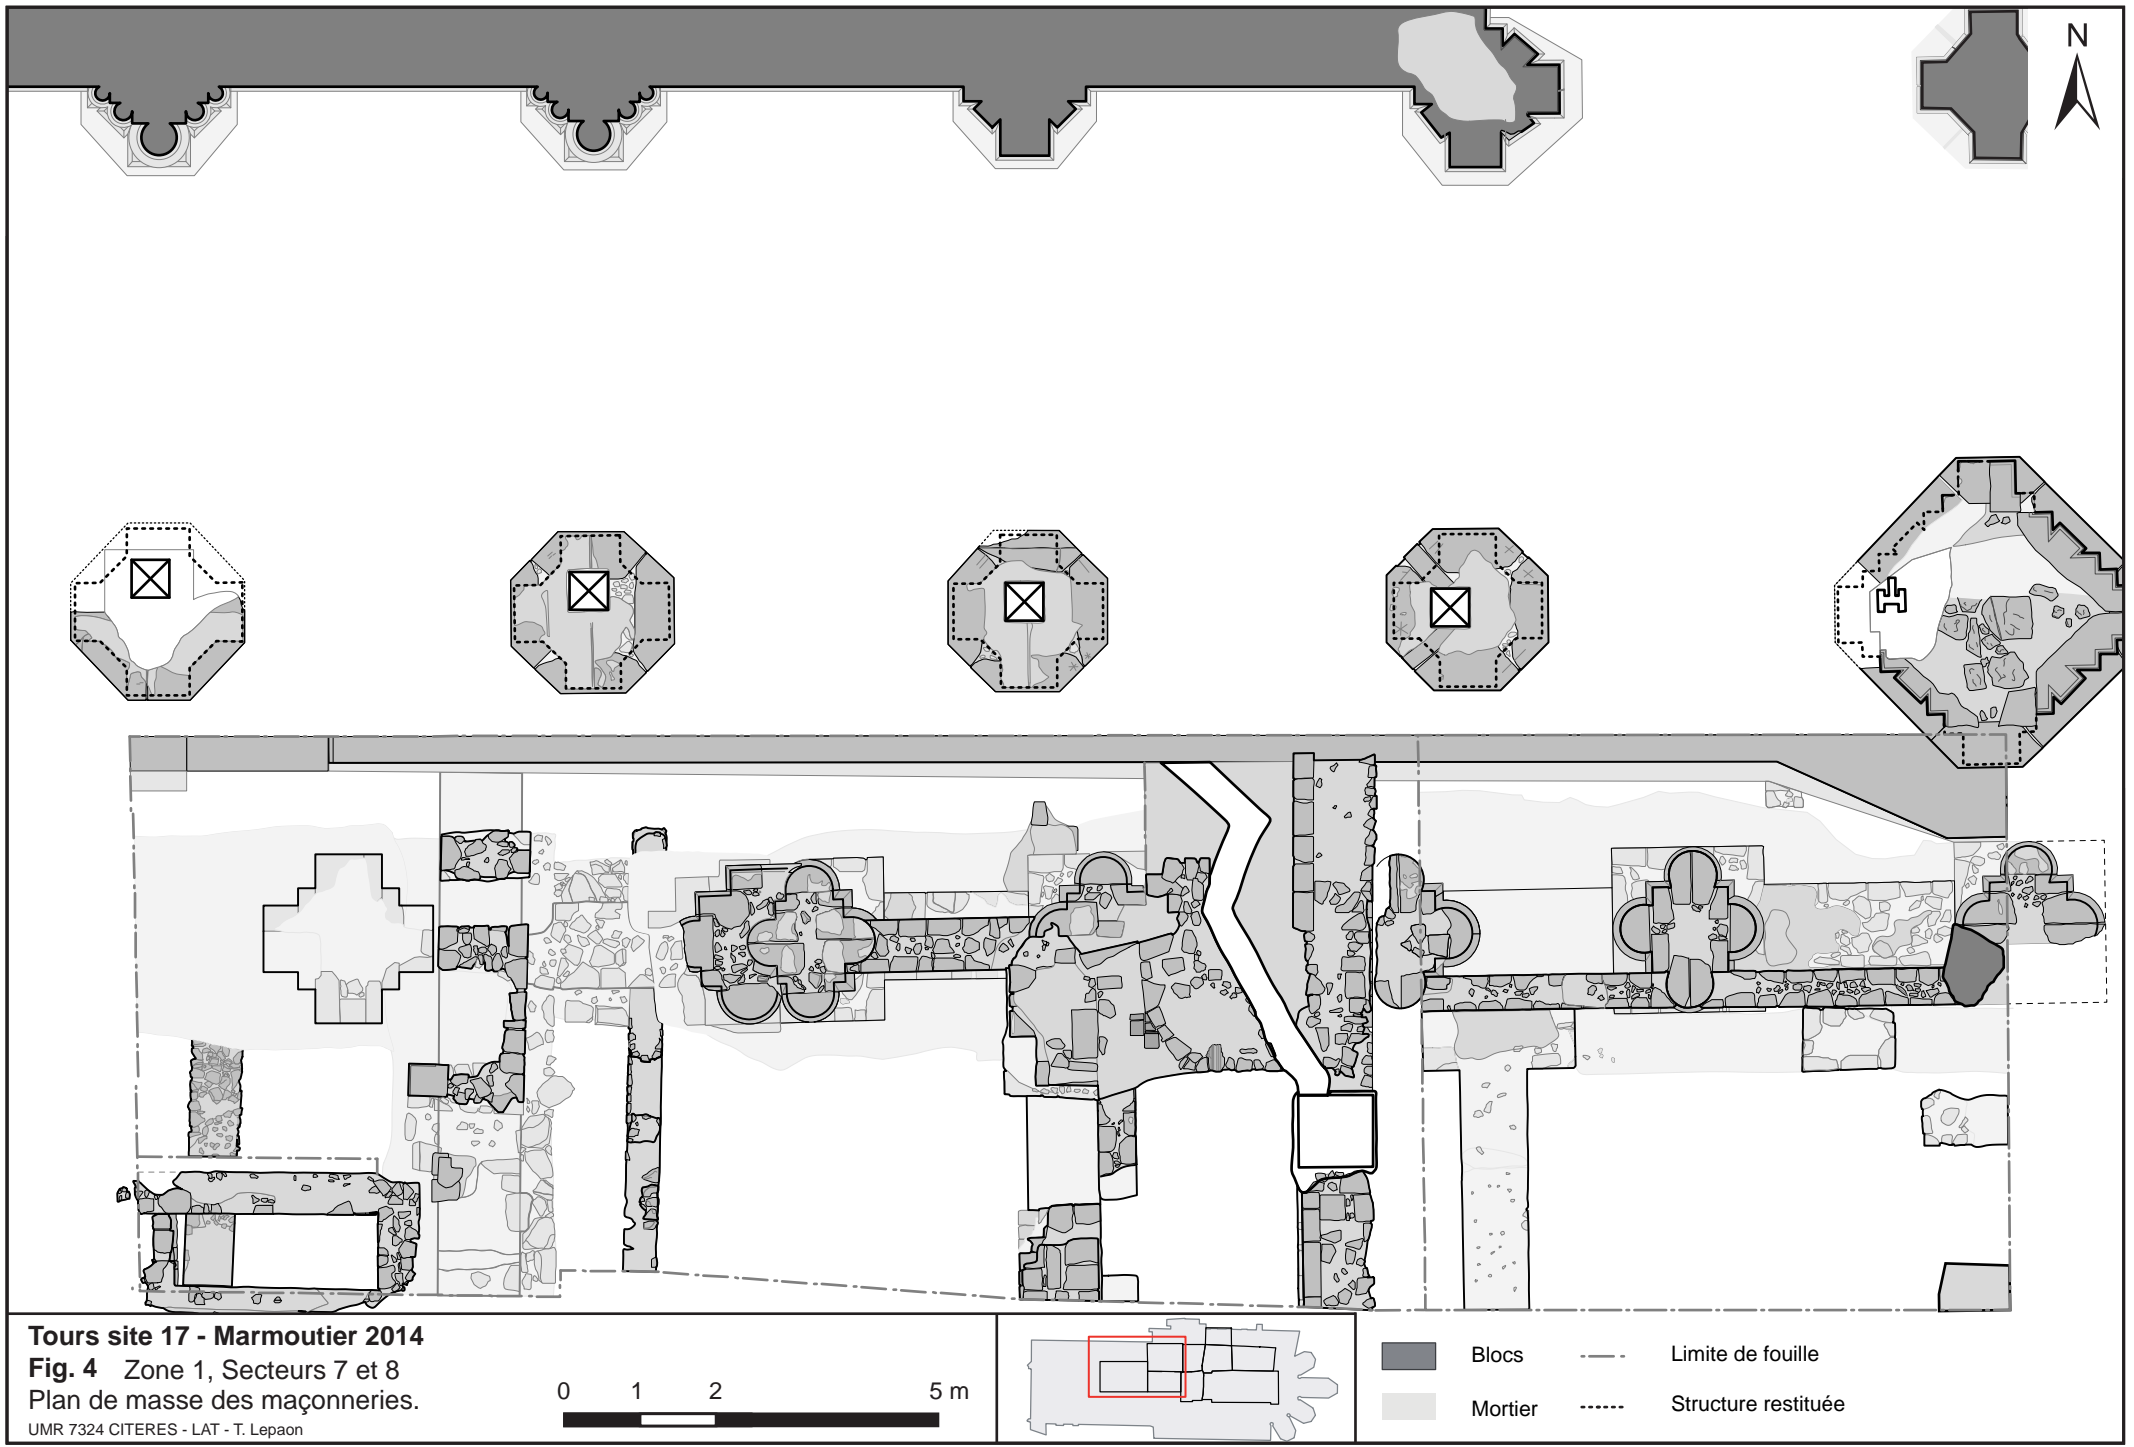 N
Tours site 17 - Marmoutier 2014
Fig. 4 Zone 1, Secteurs 7 et 8
Plan de masse des maçonneries.
UMR 7324 CITERES - LAT - T. Lepaon
0 1 2 5 m
Blocs
Limite de fouille
Mortier
Structure restituée